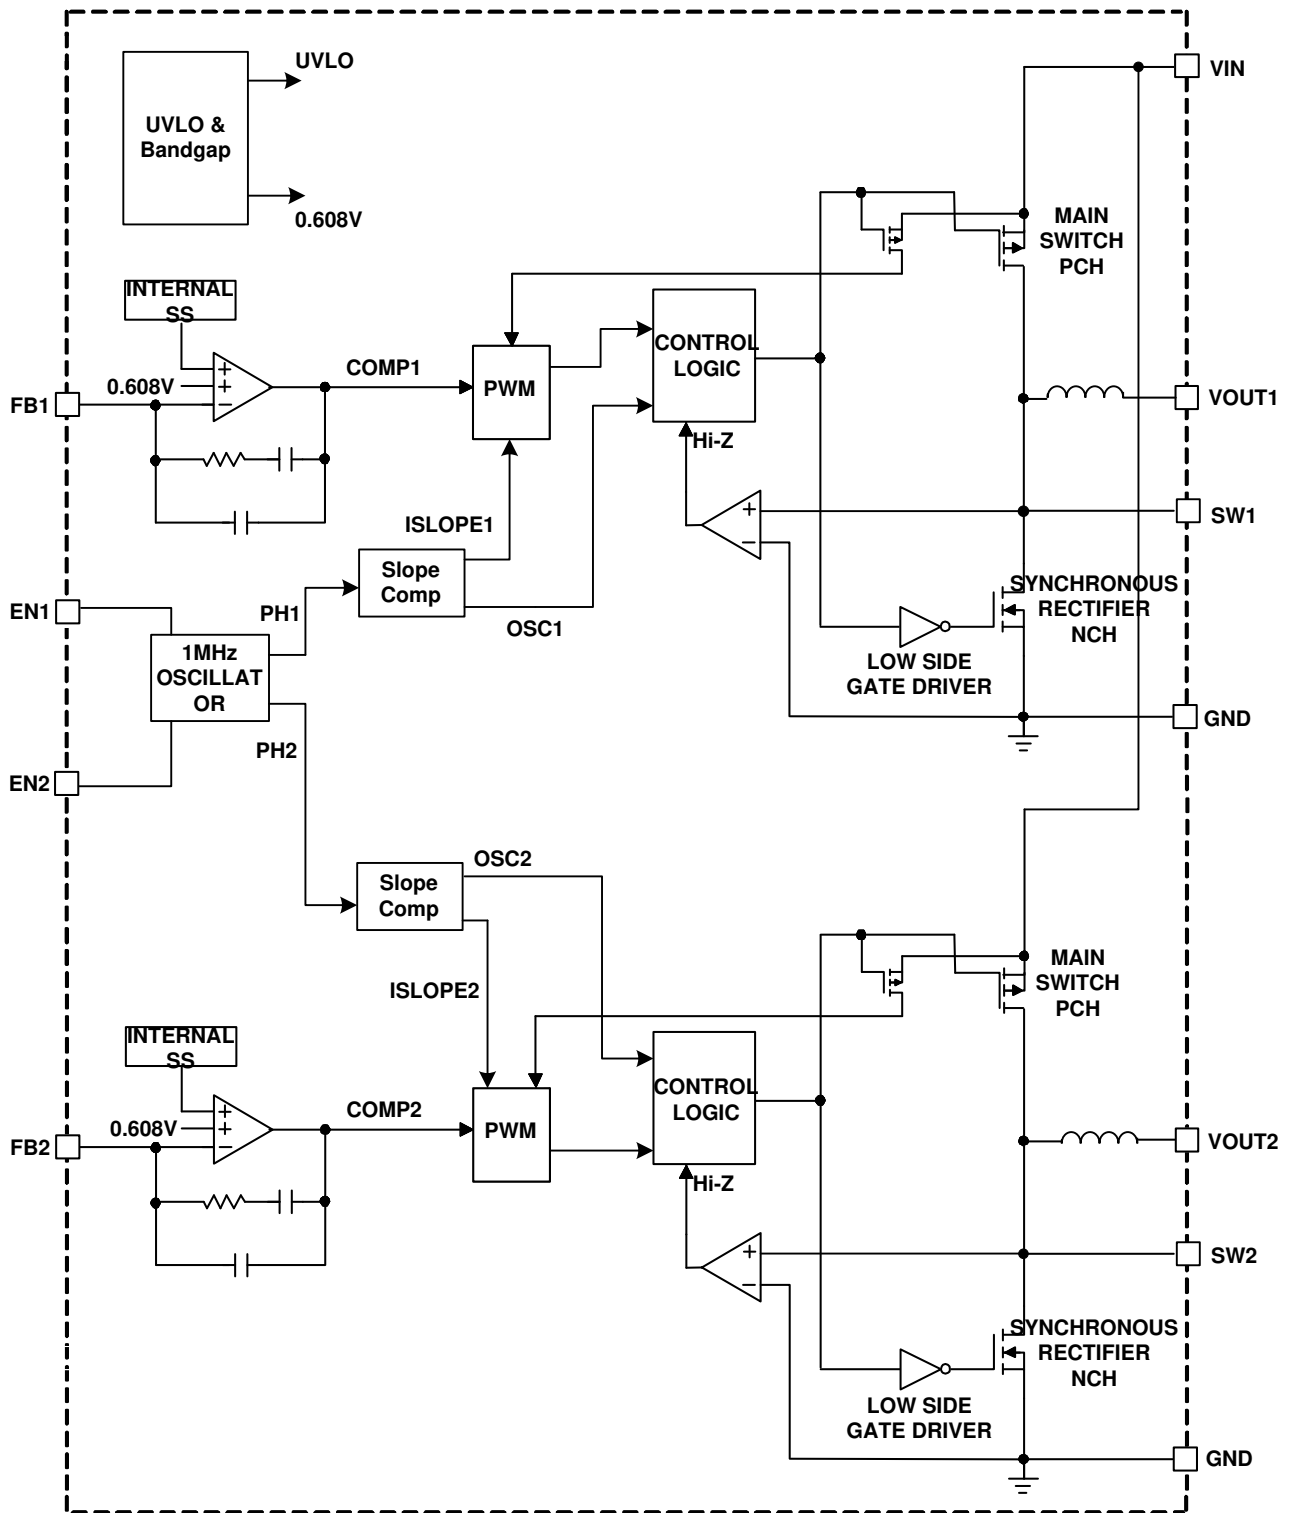 UVLO
UVLO &
Bandgap
0.608V
VIN
MAIN
SWITCH
PCH
INTERNAL
SS
+
+
−
0.608V
FB1
COMP1
PWM
CONTROL
LOGIC
Hi-Z
VOUT1
+
−
SW1
ISLOPE1
Slope
Comp
OSC1
EN1
PH1
1MHz
OSCILLAT
OR
PH2
EN2
SYNCHRONOUS
RECTIFIER
NCH
LOW SIDE
GATE DRIVER
GND
OSC2
Slope
Comp
ISLOPE2
MAIN
SWITCH
PCH
INTERNAL
SS
+
+
−
0.608V
FB2
COMP2
PWM
CONTROL
LOGIC
Hi-Z
VOUT2
+
−
SW2
SYNCHRONOUS
RECTIFIER
NCH
LOW SIDE
GATE DRIVER
GND